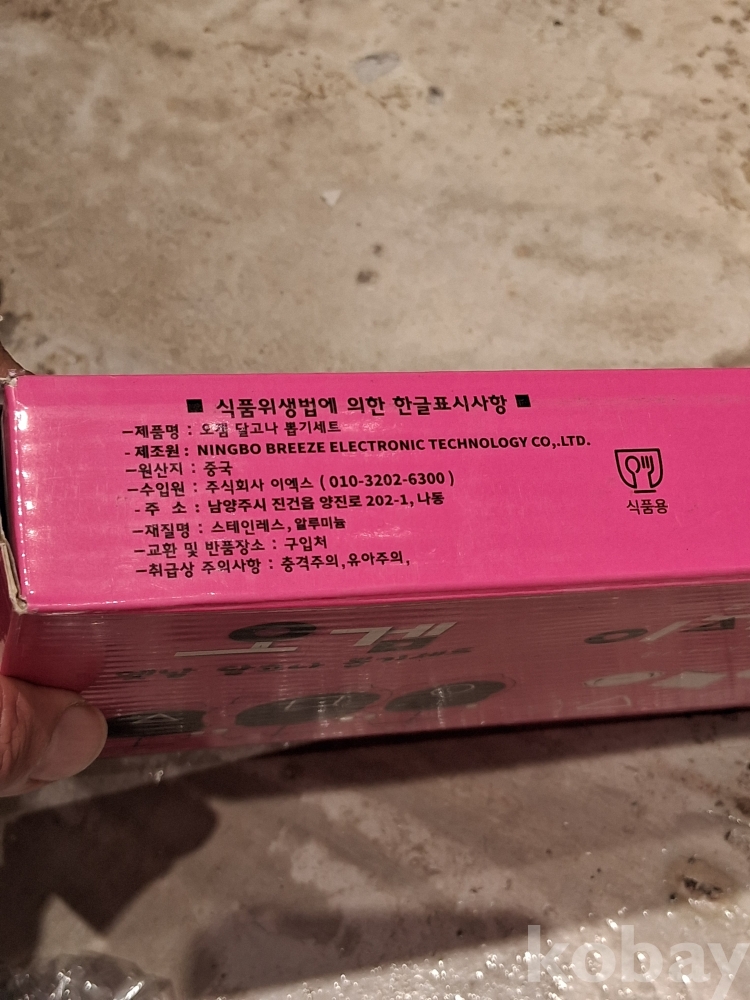 ■ 식품위생법에 의한 한글표시사항 ■
-제품명 : 오겜 달고나 뽑기세트
- 제조원 : NINGBO BREEZE ELECTRONIC TECHNOLOGY CO,.LTD.
-원산지 : 중국
-수입원 : 주식회사 이엑스 ( 010-3202-6300 )
- 주 소 : 남양주시 진건읍 양진로 202-1, 나동
-재질명 : 스테인레스, 알루미늄
-교환 및 반품장소 : 구입처
-취급상 주의사항 : 충격주의, 유아주의,
식품용
kobay